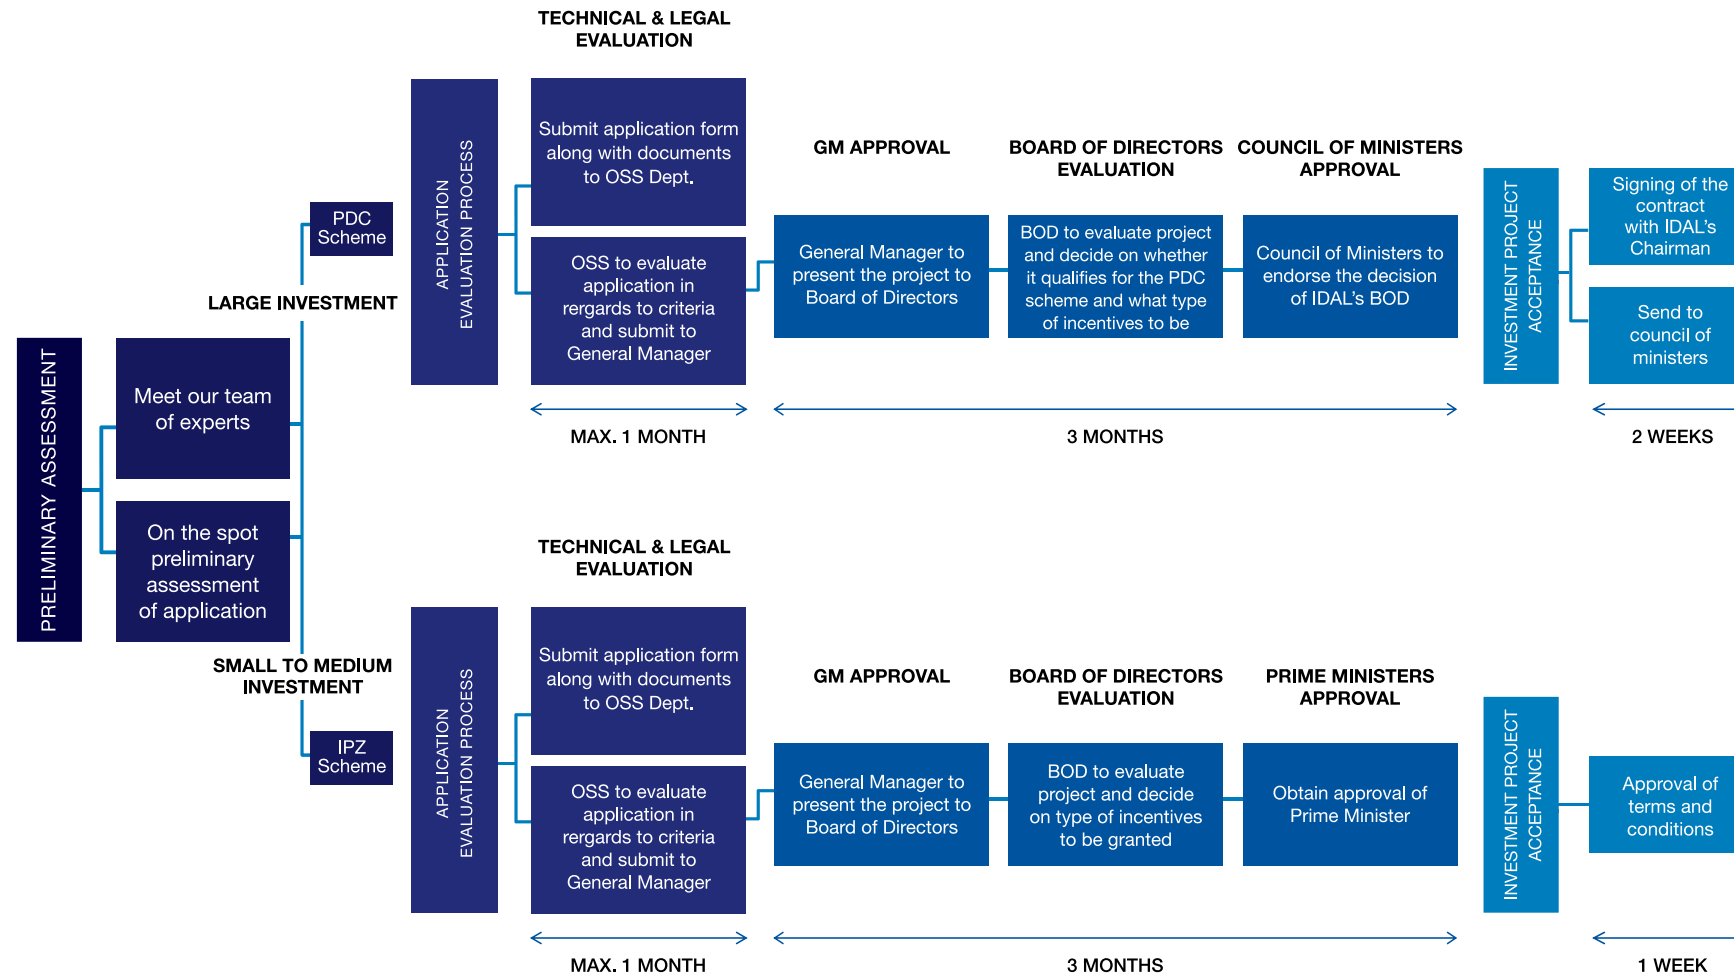 PRELIMINARY ASSESSMENT
Meet our team
of experts
On the spot
preliminary
assessment
of application
LARGE INVESTMENT
PDC
Scheme
SMALL TO MEDIUM
INVESTMENT
IPZ
Scheme
APPLICATION
EVALUATION PROCESS
TECHNICAL & LEGAL
EVALUATION
Submit application form
along with documents
to OSS Dept.
OSS to evaluate
application in
rergards to criteria
and submit to
General Manager
MAX. 1 MONTH
GM APPROVAL
General Manager to
present the project to
Board of Directors
BOARD OF DIRECTORS
EVALUATION
BOD to evaluate project
and decide on whether
it qualifies for the PDC
scheme and what type
of incentives to be
COUNCIL OF MINISTERS
APPROVAL
Council of Ministers to
endorse the decision
of IDAL's BOD
3 MONTHS
INVESTMENT PROJECT
ACCEPTANCE
Signing of the
contract
with IDAL's
Chairman
Send to
council of
ministers
2 WEEKS
APPLICATION
EVALUATION PROCESS
TECHNICAL & LEGAL
EVALUATION
Submit application form
along with documents
to OSS Dept.
OSS to evaluate
application in
rergards to criteria
and submit to
General Manager
MAX. 1 MONTH
GM APPROVAL
General Manager to
present the project to
Board of Directors
BOARD OF DIRECTORS
EVALUATION
BOD to evaluate
project and decide
on type of incentives
to be granted
PRIME MINISTERS
APPROVAL
Obtain approval of
Prime Minister
3 MONTHS
INVESTMENT PROJECT
ACCEPTANCE
Approval of
terms and
conditions
1 WEEK